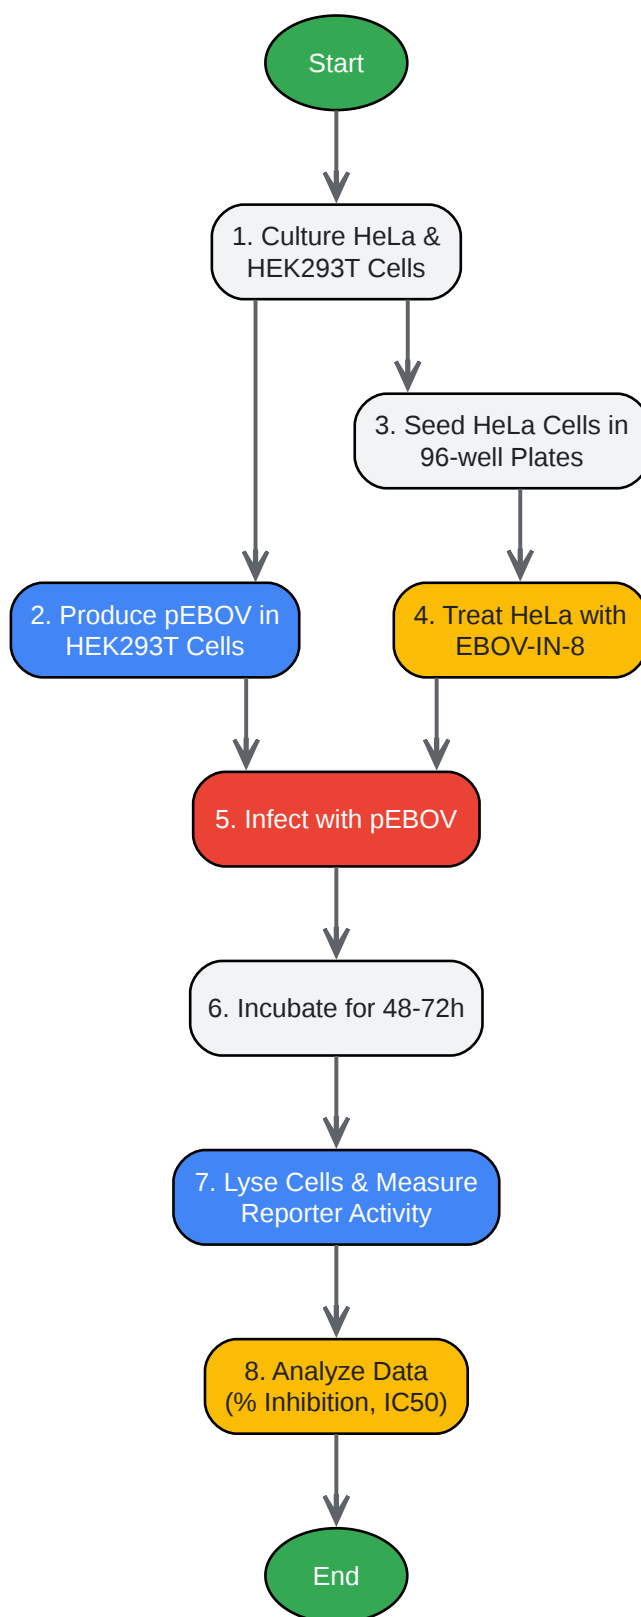 Start
1. Culture HeLa &
HEK293T Cells
3. Seed HeLa Cells in
96-well Plates
2. Produce pEBOV in
HEK293T Cells
4. Treat HeLa with
EBOV-IN-8
5. Infect with pEBOV
6. Incubate for 48-72h
7. Lyse Cells & Measure
Reporter Activity
8. Analyze Data
(% Inhibition, IC50)
End